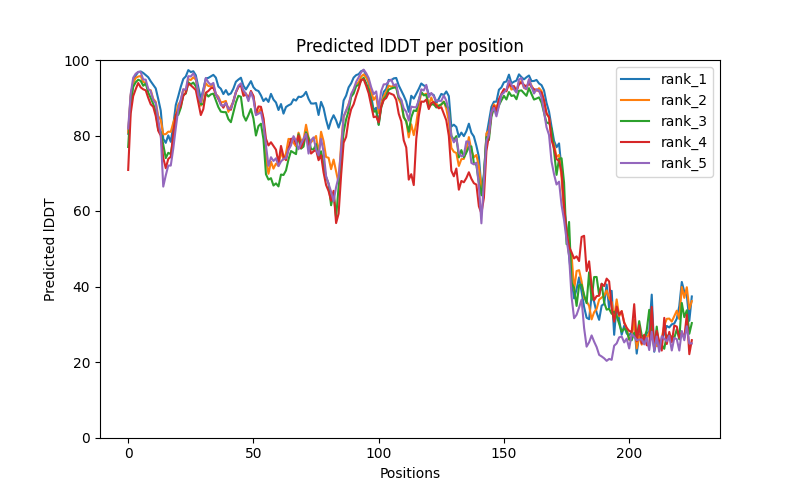 Predicted lDDT per position
Predicted lDDT
100
80
60
40
20
0
rank_1
rank_2
rank_3
rank_4
rank_5
0 50 100 150 200
Positions